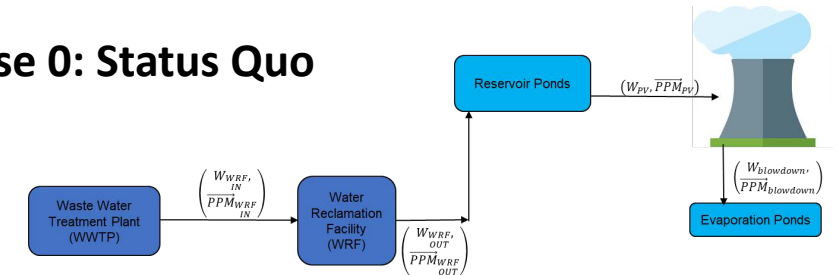 se 0: Status Quo
Reservoir Ponds
(W_PV, PPM_PV)
W_blowdown,
PPM_blowdown
Evaporation Ponds
W_WRF IN,
PPM_WRF IN
Waste Water
Treatment Plant
(WWTP)
Water
Reclamation
Facility
(WRF)
W_WRF OUT,
PPM_WRF OUT